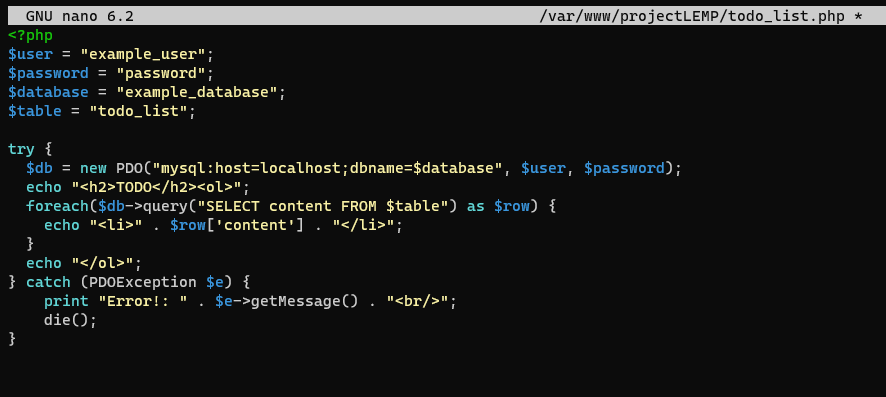 GNU nano 6.2 /var/www/projectLEMP/todo_list.php *
<?php
$user = "example_user";
$password = "password";
$database = "example_database";
$table = "todo_list";

try {
  $db = new PDO("mysql:host=localhost;dbname=$database", $user, $password);
  echo "<h2>TODO</h2><ol>";
  foreach($db->query("SELECT content FROM $table") as $row) {
    echo "<li>" . $row['content'] . "</li>";
  }
  echo "</ol>";
} catch (PDOException $e) {
    print "Error!: " . $e->getMessage() . "<br/>";
    die();
}